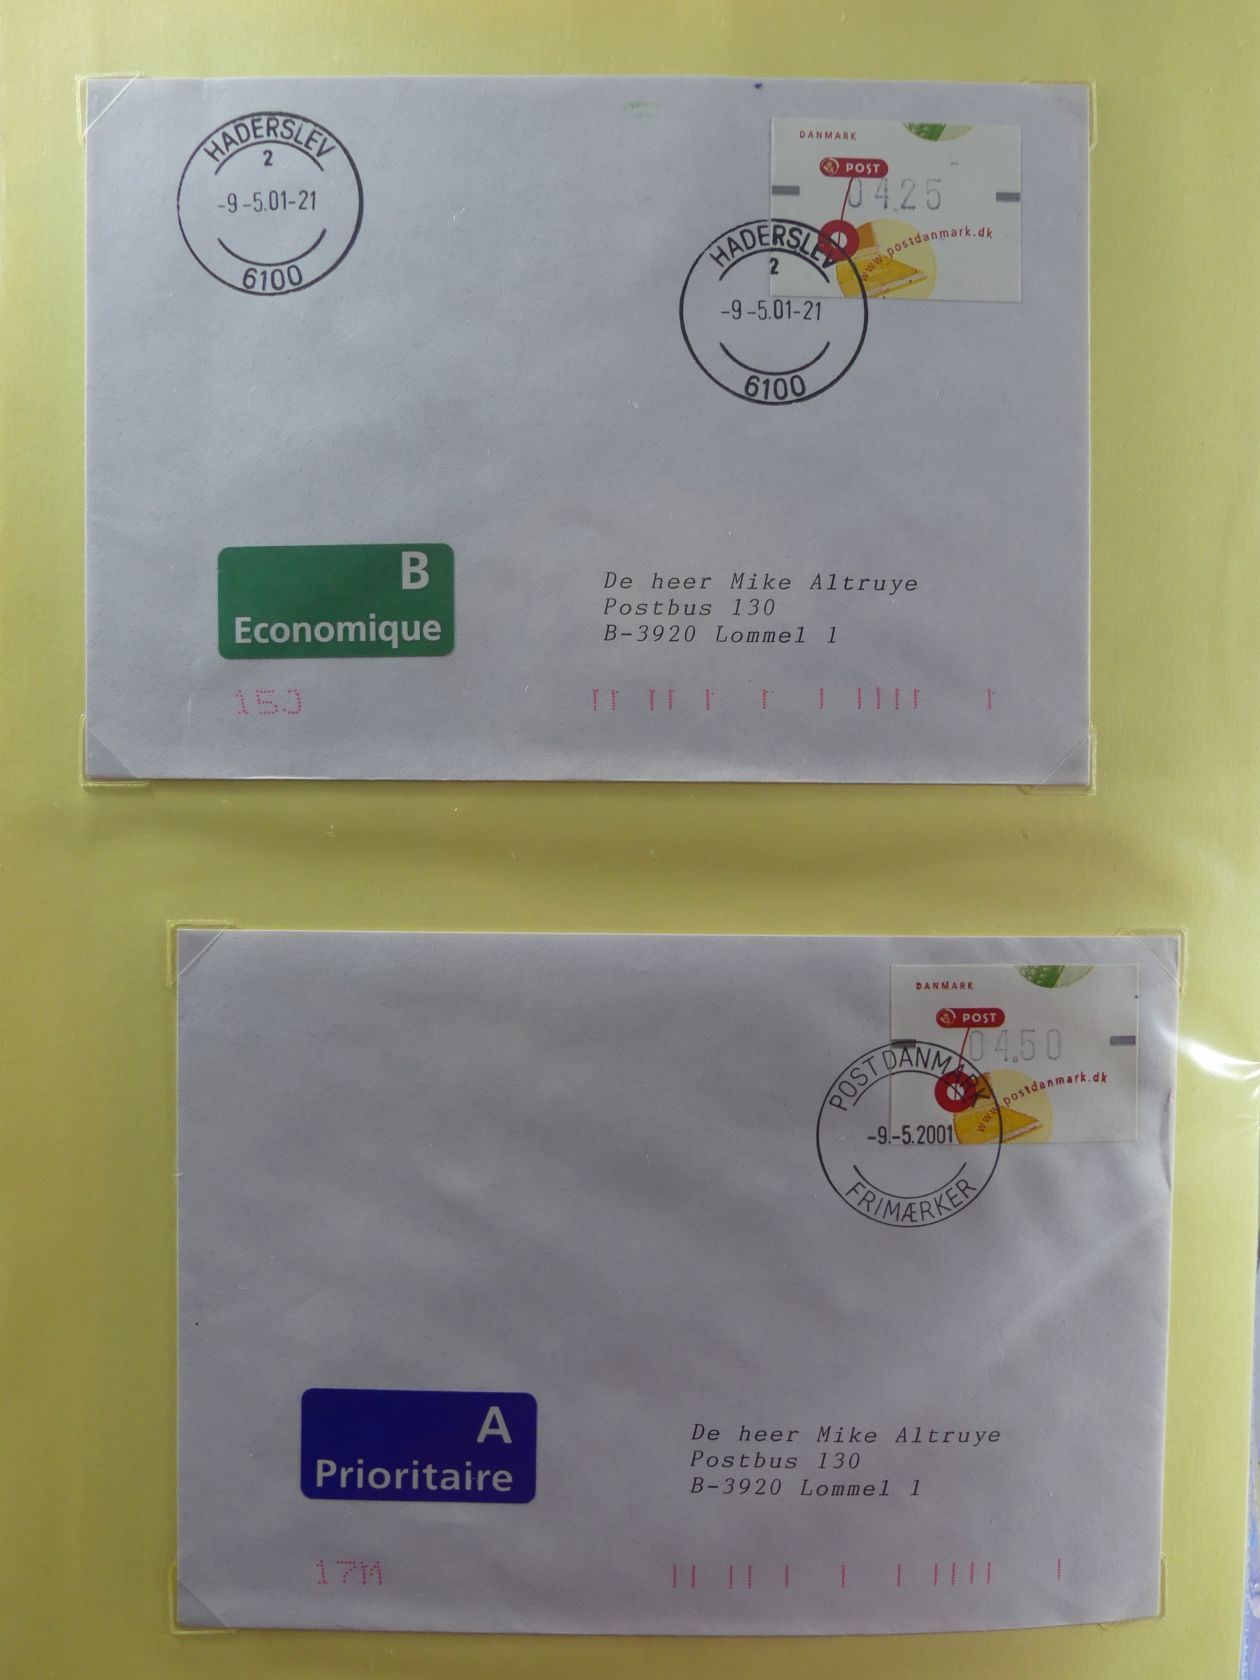 HADERSLEV
2
-9-5.01-21
6100
DANMARK
POST
04.25
www.postdanmark.dk
HADERSLEV
2
-9-5.01-21
6100
B
Economique
De heer Mike Altruye
Postbus 130
B-3920 Lommel 1
15J
DANMARK
POST
04.50
www.postdanmark.dk
POST DANMARK
-9.-5.2001
FRIMÆRKER
A
Prioritaire
De heer Mike Altruye
Postbus 130
B-3920 Lommel 1
17M